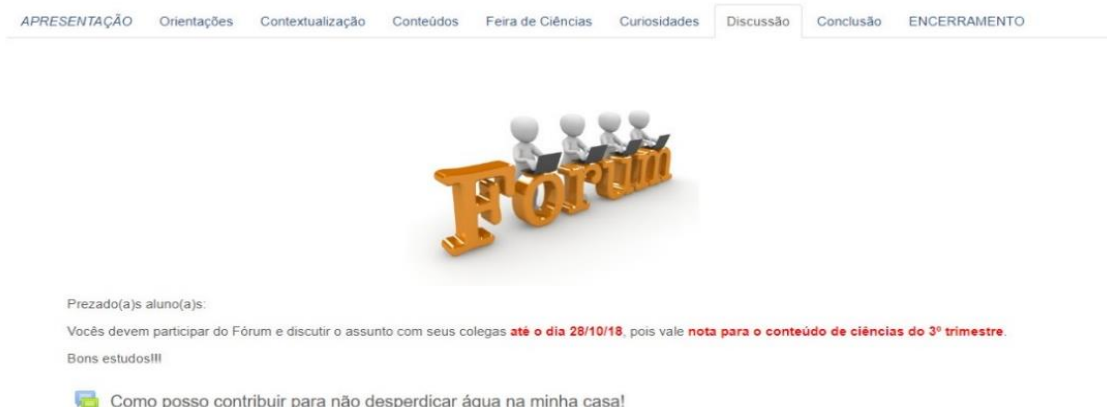 APRESENTAÇÃO Orientações Contextualização Conteúdos Feira de Ciências Curiosidades Discussão Conclusão ENCERRAMENTO
Forum
Prezado(a)s aluno(a)s:
Vocês devem participar do Fórum e discutir o assunto com seus colegas até o dia 28/10/18, pois vale nota para o conteúdo de ciências do 3º trimestre.
Bons estudos!!!!
Como posso contribuir para não desperdiçar água na minha casa!